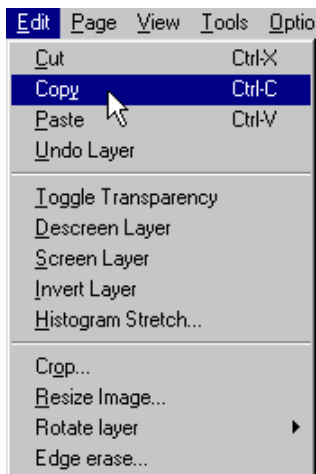 Edit Page View Tools Optio
Cut Ctrl-X
Copy Ctrl-C
Paste Ctrl-V
Undo Layer
Toggle Transparency
Descreen Layer
Screen Layer
Invert Layer
Histogram Stretch...
Crop...
Resize Image...
Rotate layer
Edge erase...